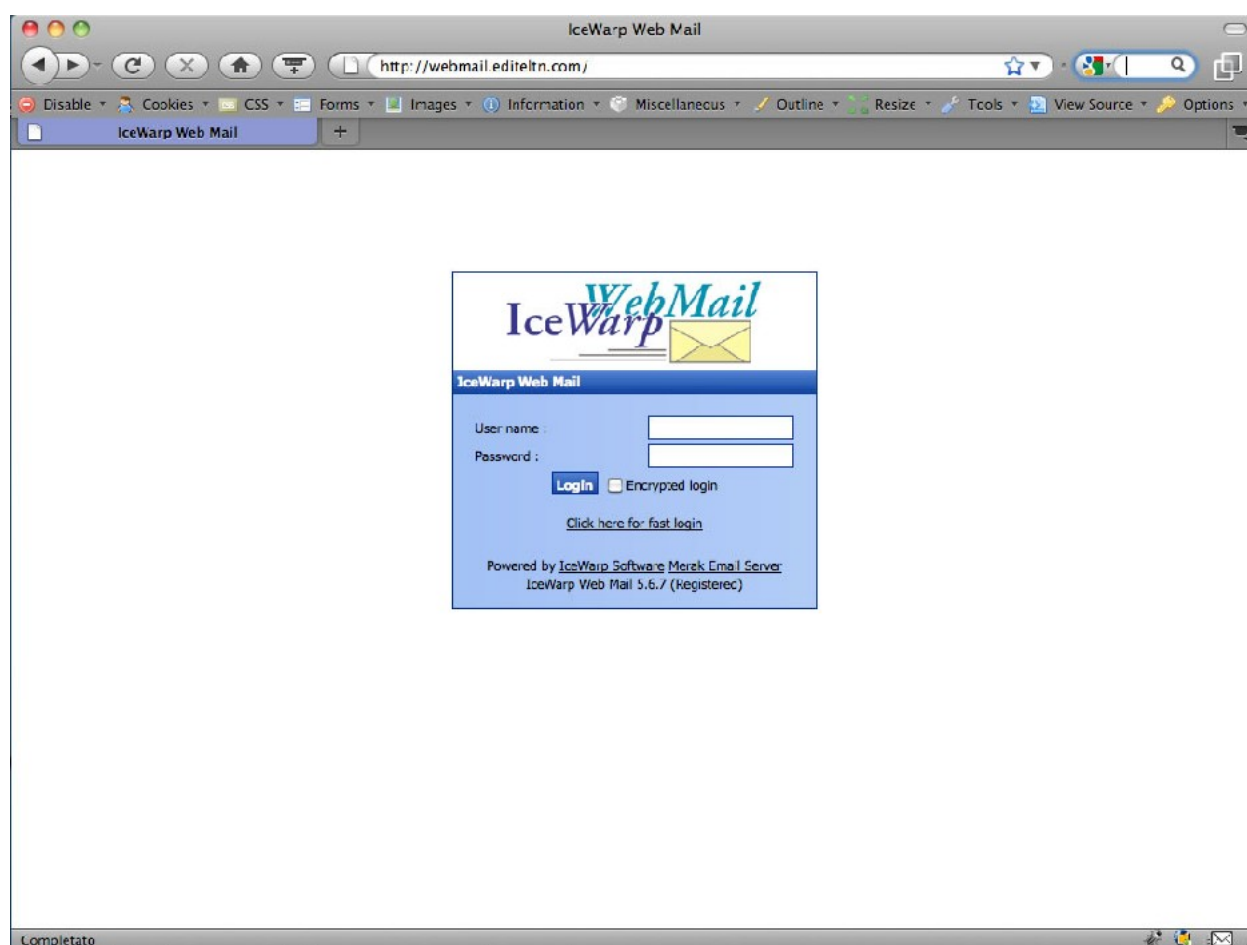 IceWarp Web Mail
http://webmail.editeltn.com/
Disable Cookies CSS Forms Images Information Miscellaneous Outline Resize Tools View Source Options
IceWarp Web Mail +
IceWarp WebMail
IceWarp Web Mail
User name :
Password :
Login Encrypted login
Click here for fast login
Powered by IceWarp Software Merak Email Server
IceWarp Web Mail 5.6.7 (Registered)
Completato